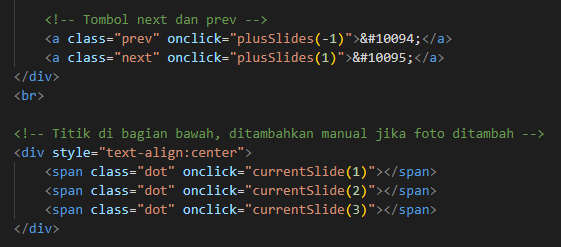 <!-- Tombol next dan prev -->
<a class="prev" onclick="plusSlides(-1)">&#10094;</a>
<a class="next" onclick="plusSlides(1)">&#10095;</a>
</div>
<br>
<!-- Titik di bagian bawah, ditambahkan manual jika foto ditambah -->
<div style="text-align:center">
<span class="dot" onclick="currentSlide(1)"></span>
<span class="dot" onclick="currentSlide(2)"></span>
<span class="dot" onclick="currentSlide(3)"></span>
</div>